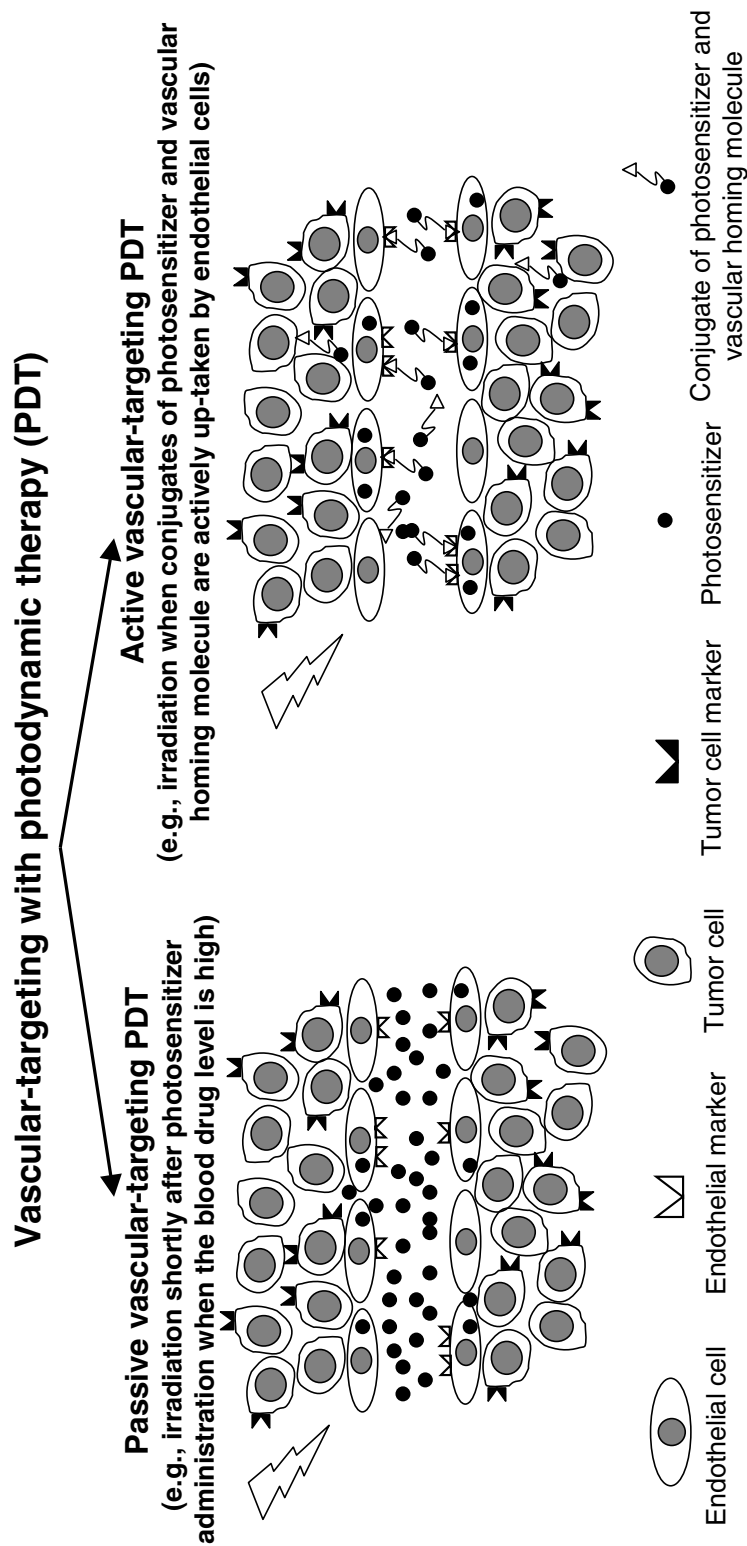 Vascular-targeting with photodynamic therapy (PDT)
Passive vascular-targeting PDT
(e.g., irradiation shortly after photosensitizer
administration when the blood drug level is high)
Active vascular-targeting PDT
(e.g., irradiation when conjugates of photosensitizer and vascular
homing molecule are actively up-taken by endothelial cells)
Endothelial cell
Endothelial marker
Tumor cell
Tumor cell marker
Photosensitizer
Conjugate of photosensitizer and
vascular homing molecule